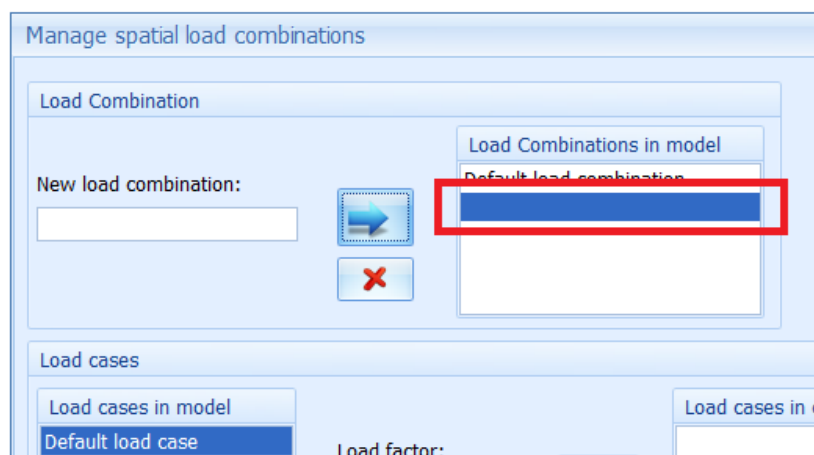 Manage spatial load combinations
Load Combination
Load Combinations in model
Default load combination
New load combination:
Load cases
Load cases in model
Load cases in
Default load case
Load factor: